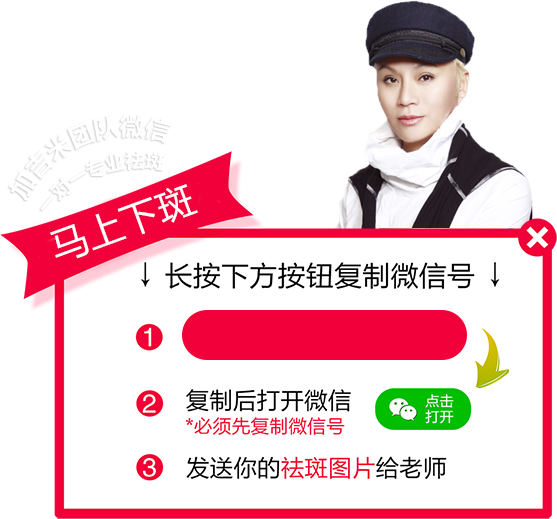 加吉米团队微信
一对一专业祛斑
马上下斑
↓ 长按下方按钮复制微信号 ↓
1
2 复制后打开微信
点击
打开
*必须先复制微信号
3 发送你的祛斑图片给老师